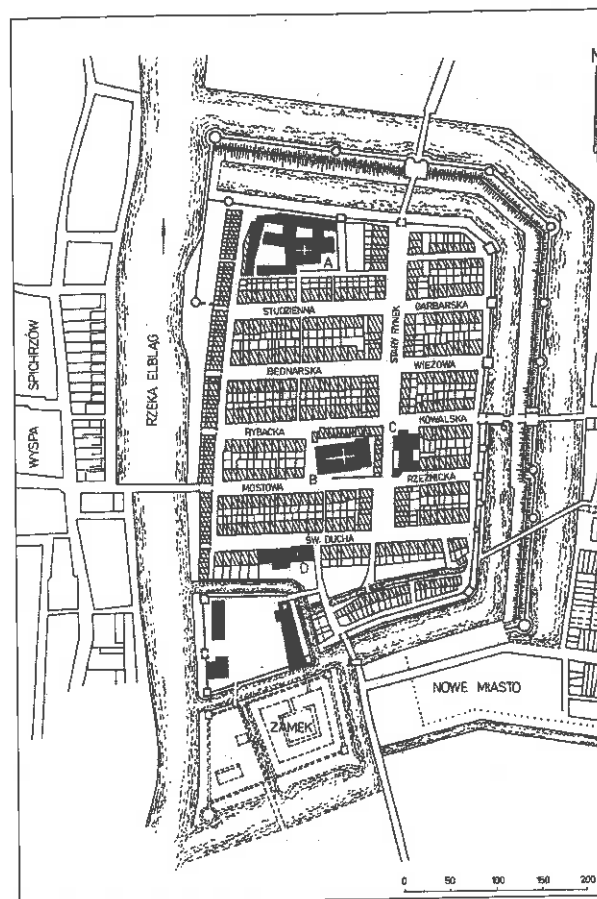 N
A
STUDZIENNA
GARBARSKA
STARY RYNEK
RZEKA ELBLĄG
WYSPA SPICHRZÓW
BEDNARSKA
WIEŻOWA
RYBACKA
C
KOWALSKA
B
MOSTOWA
RZEŹNICKA
ŚW. DUCHA
D
NOWE MIASTO
ZAMEK
0 50 100 150 200